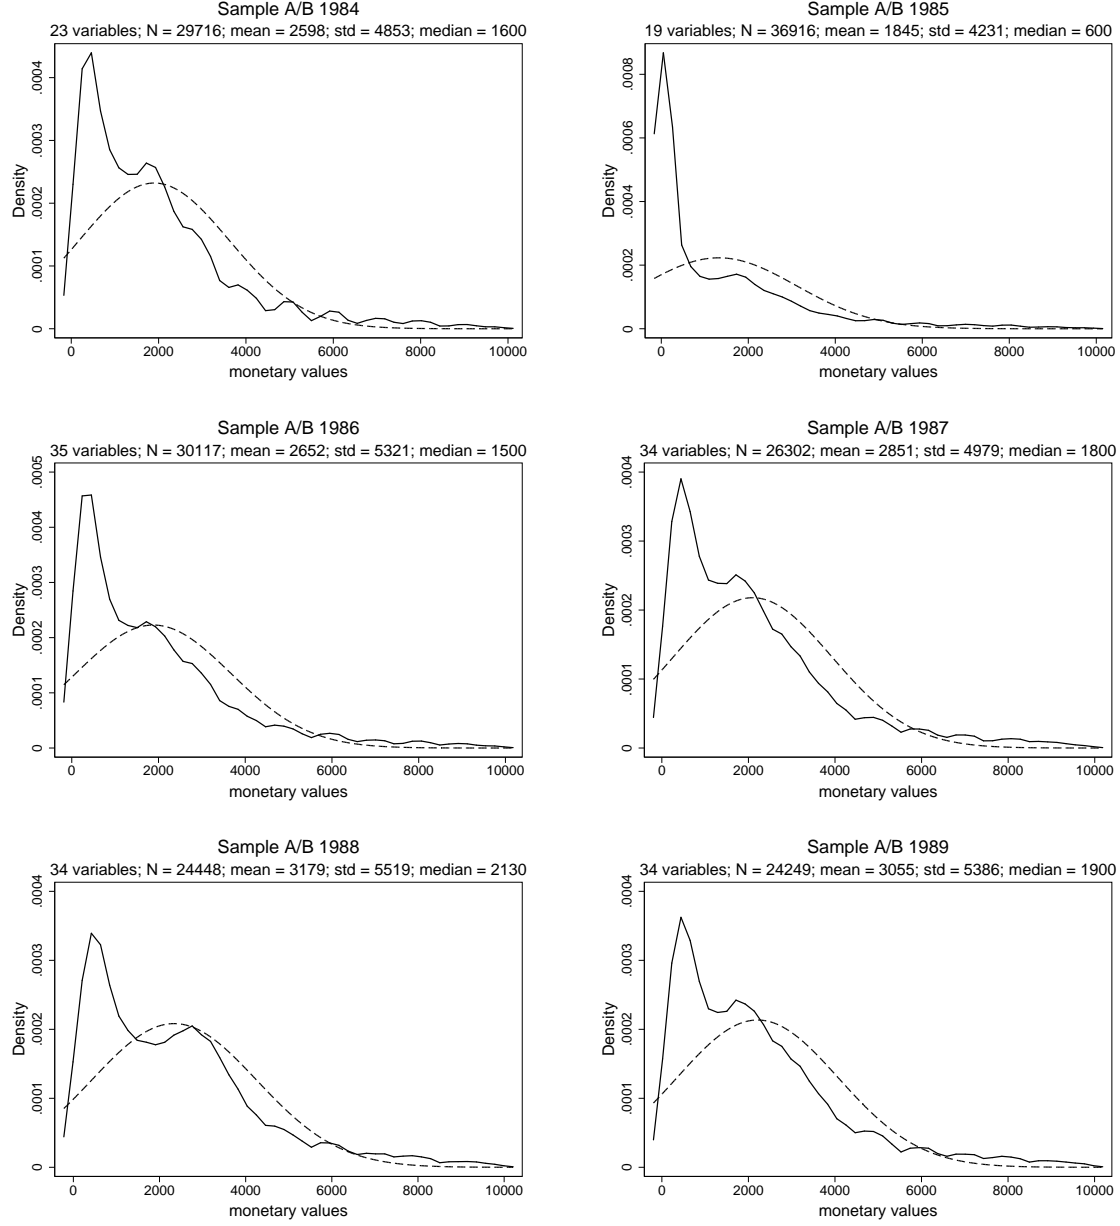 Sample A/B 1984
23 variables; N = 29716; mean = 2598; std = 4853; median = 1600
Density
.0004
.0003
.0002
.0001
0
0 2000 4000 6000 8000 10000
monetary values
Sample A/B 1985
19 variables; N = 36916; mean = 1845; std = 4231; median = 600
Density
.0008
.0006
.0004
.0002
0
0 2000 4000 6000 8000 10000
monetary values
Sample A/B 1986
35 variables; N = 30117; mean = 2652; std = 5321; median = 1500
Density
.0005
.0004
.0003
.0002
.0001
0
0 2000 4000 6000 8000 10000
monetary values
Sample A/B 1987
34 variables; N = 26302; mean = 2851; std = 4979; median = 1800
Density
.0004
.0003
.0002
.0001
0
0 2000 4000 6000 8000 10000
monetary values
Sample A/B 1988
34 variables; N = 24448; mean = 3179; std = 5519; median = 2130
Density
.0004
.0003
.0002
.0001
0
0 2000 4000 6000 8000 10000
monetary values
Sample A/B 1989
34 variables; N = 24249; mean = 3055; std = 5386; median = 1900
Density
.0004
.0003
.0002
.0001
0
0 2000 4000 6000 8000 10000
monetary values